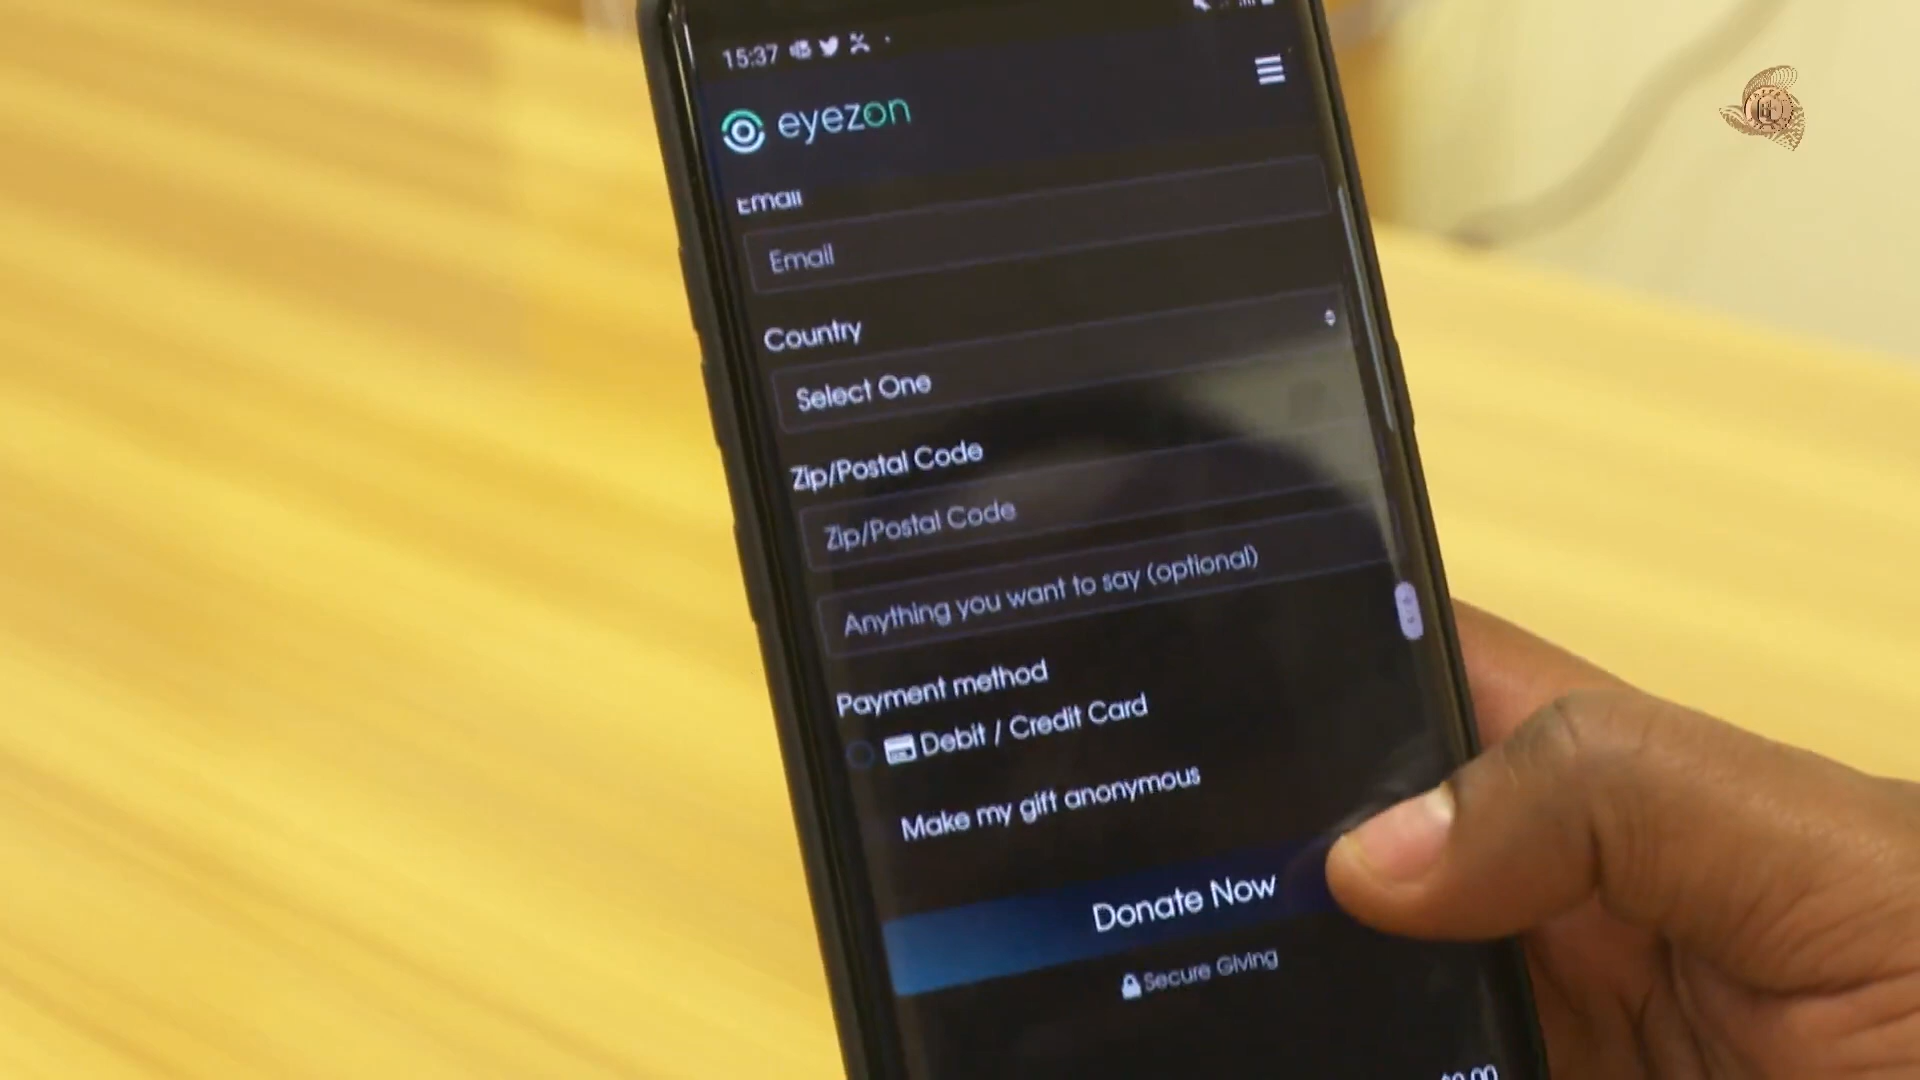 15:37
eyezon
Email
Email
Country
Select One
Zip/Postal Code
Zip/Postal Code
Anything you want to say (optional)
Payment method
Debit / Credit Card
Make my gift anonymous
Donate Now
Secure Giving